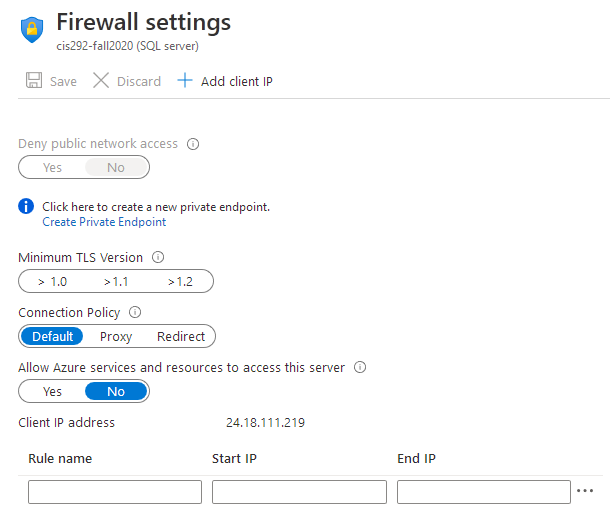 Firewall settings
cis292-fall2020 (SQL server)
Save Discard Add client IP
Deny public network access
Yes No
Click here to create a new private endpoint.
Create Private Endpoint
Minimum TLS Version
> 1.0 >1.1 >1.2
Connection Policy
Default Proxy Redirect
Allow Azure services and resources to access this server
Yes No
Client IP address 24.18.111.219
Rule name Start IP End IP